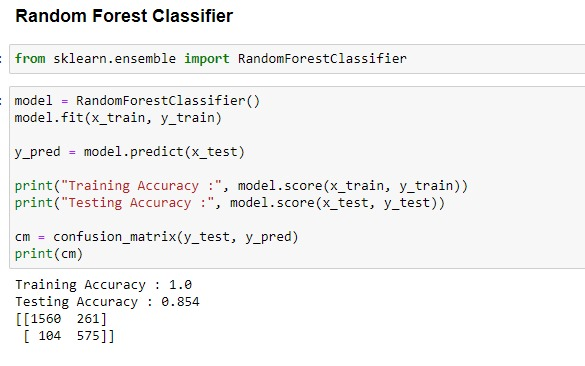 Random Forest Classifier
: from sklearn.ensemble import RandomForestClassifier
: model = RandomForestClassifier()
model.fit(x_train, y_train)
y_pred = model.predict(x_test)
print("Training Accuracy :", model.score(x_train, y_train))
print("Testing Accuracy :", model.score(x_test, y_test))
cm = confusion_matrix(y_test, y_pred)
print(cm)
Training Accuracy : 1.0
Testing Accuracy : 0.854
[[1560  261]
 [ 104  575]]